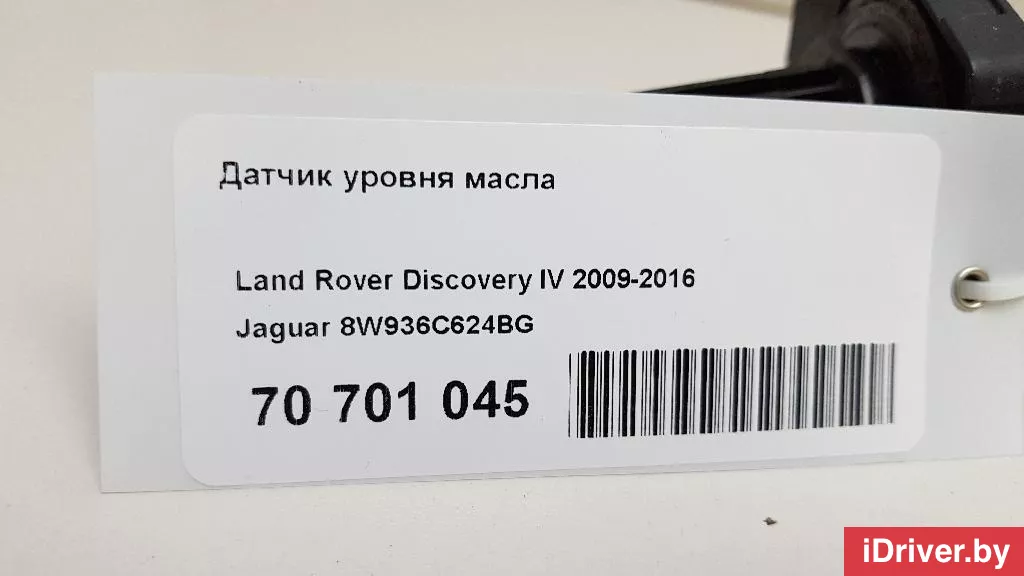 Датчик уровня масла
Land Rover Discovery IV 2009-2016
Jaguar 8W936C624BG
70 701 045
iDriver.by